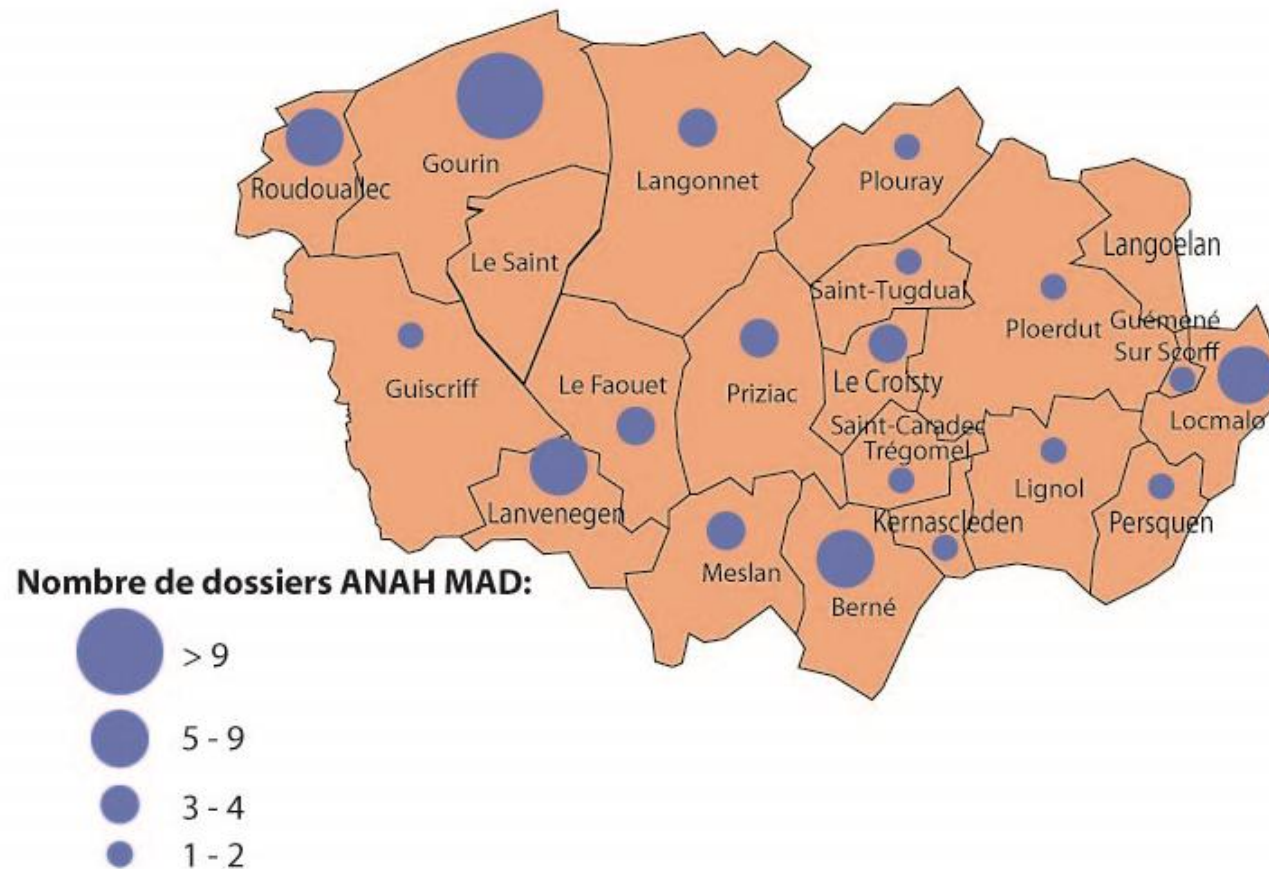 Gourin
Roudouallec
Langonnet
Plouray
Le Saint
Langoelan
Saint-Tugdual
Ploerdut
Guémené
Sur Scorff
Guiscriff
Le Faouet
Priziac
Le Croisty
Locmalo
Saint-Caradec
Trégomel
Lignol
Lanvenegen
Kernascleden
Persquen
Meslan
Berné
Nombre de dossiers ANAH MAD:
> 9
5 - 9
3 - 4
1 - 2